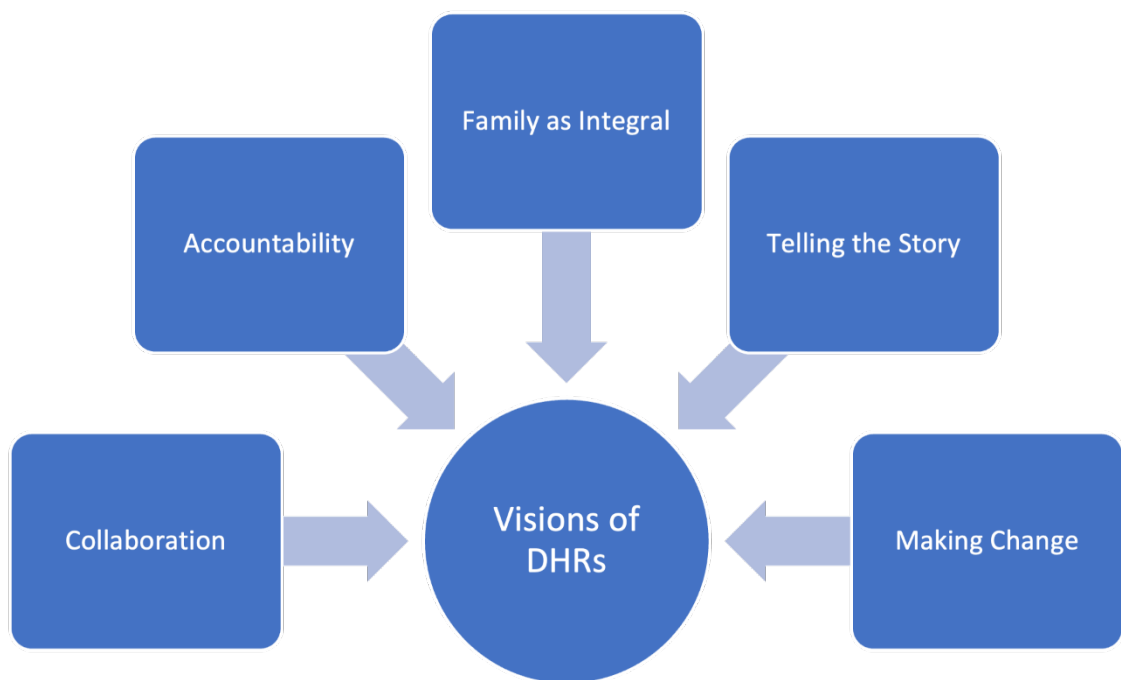 Family as Integral
Accountability
Telling the Story
Collaboration
Visions of
DHRs
Making Change